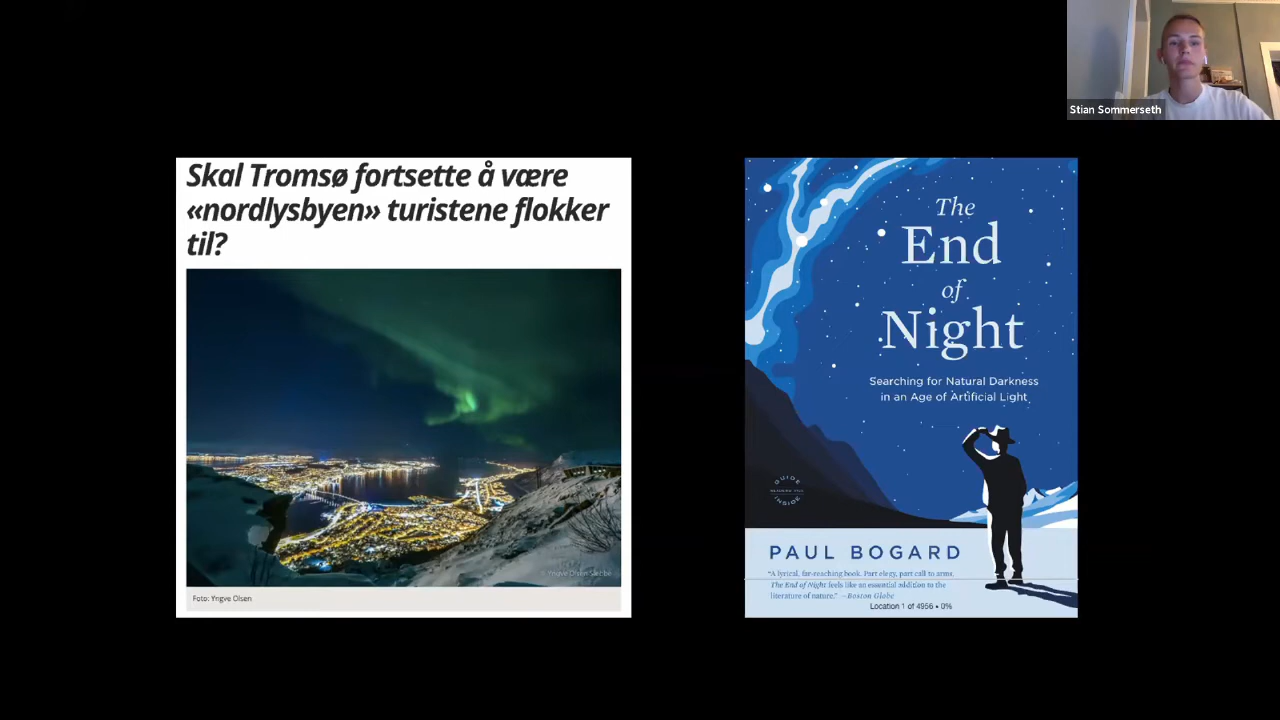 Stian Sommerseth
Skal Tromsø fortsette å være
«nordlysbyen» turistene flokker
til?
Foto: Yngve Olsen
The
End
of
Night
Searching for Natural Darkness
in an Age of Artificial Light
GUIDE
INSIDE
PAUL BOGARD
"A lyrical, far-reaching book. Part elegy, part call to arms,
The End of Night feels like an essential addition to the
literature of nature." —Boston Globe
Location 1 of 4956 • 0%